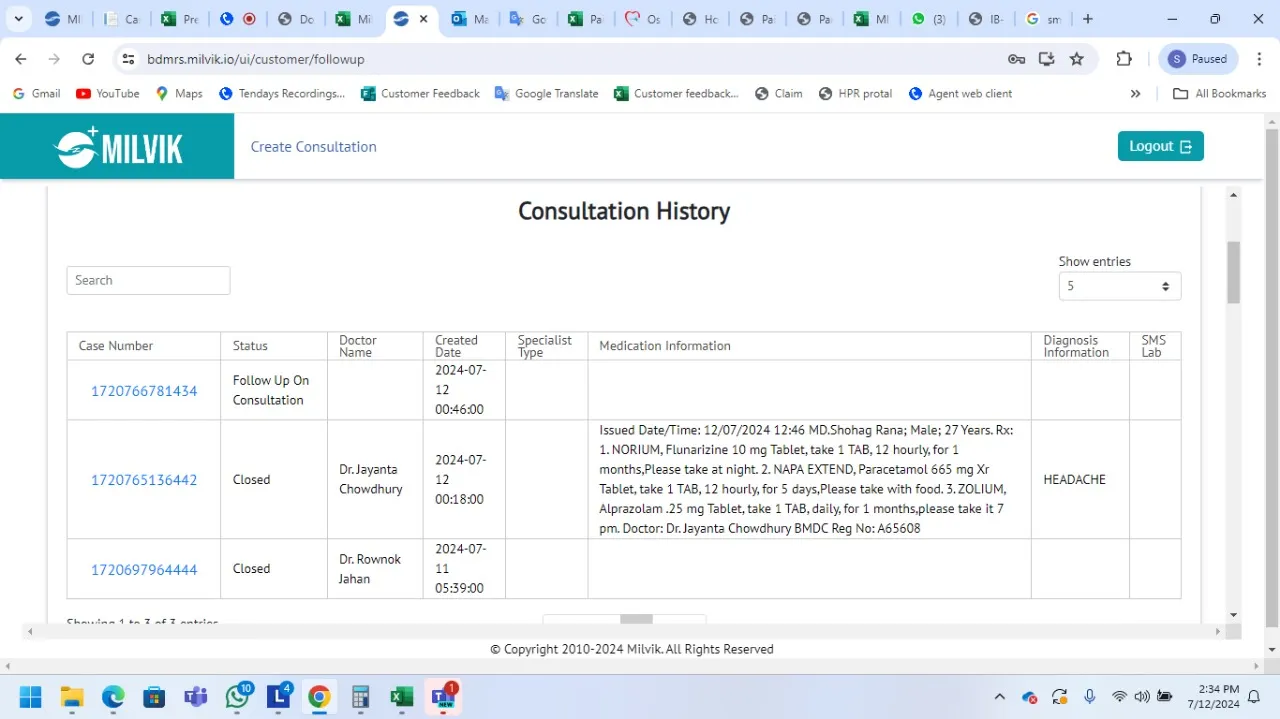 MI
Ca
Pre
Do
Mil
Ma
Go
Pa
Os
Ho
Pa
Pa
MI
(3)
IB-
sm
bdmrs.milvik.io/ui/customer/followup
S Paused
Gmail YouTube Maps Tendays Recordings... Customer Feedback Google Translate Customer feedback... Claim HPR protal Agent web client » All Bookmarks
MILVIK Create Consultation Logout
Consultation History
Show entries
Search 5
Case Number Status Doctor Name Created Date Specialist Type Medication Information Diagnosis Information SMS Lab
1720766781434
Follow Up On
Consultation
2024-07-
12
00:46:00
1720765136442
Closed
Dr. Jayanta
Chowdhury
2024-07-
12
00:18:00
Issued Date/Time: 12/07/2024 12:46 MD.Shohag Rana; Male; 27 Years. Rx:
1. NORIUM, Flunarizine 10 mg Tablet, take 1 TAB, 12 hourly, for 1
months,Please take at night. 2. NAPA EXTEND, Paracetamol 665 mg Xr
Tablet, take 1 TAB, 12 hourly, for 5 days,Please take with food. 3. ZOLIUM,
Alprazolam .25 mg Tablet, take 1 TAB, daily, for 1 months,please take it 7
pm. Doctor: Dr. Jayanta Chowdhury BMDC Reg No: A65608
HEADACHE
1720697964444
Closed
Dr. Rownok
Jahan
2024-07-
11
05:39:00
Showing 1 to 3 of 3 entries
© Copyright 2010-2024 Milvik. All Rights Reserved
10
4
L
1
NEW
2:34 PM
7/12/2024